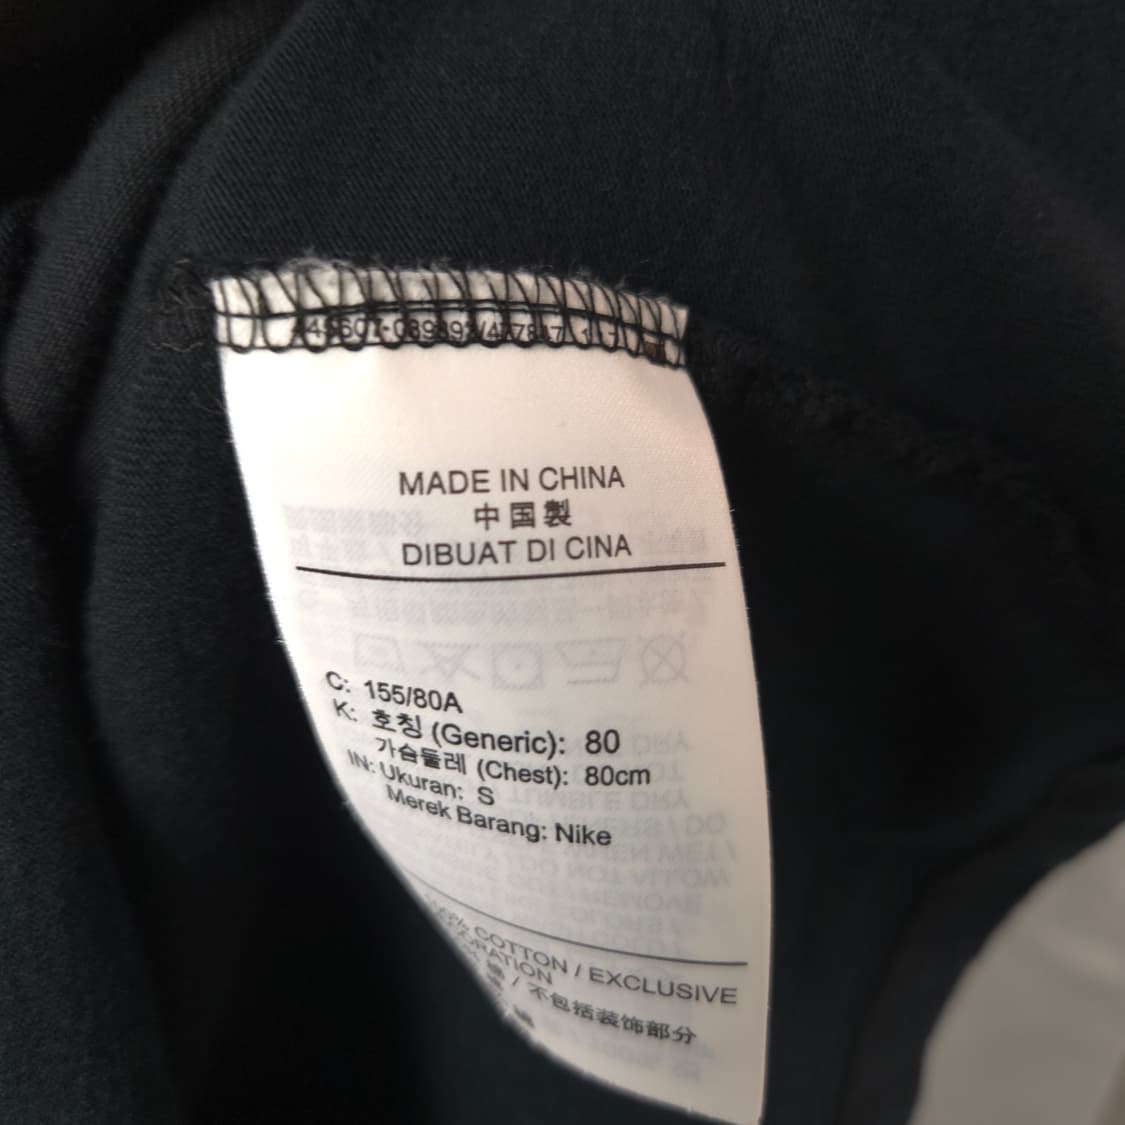 MADE IN CHINA
中国製
DIBUAT DI CINA
C: 155/80A
K: 호칭 (Generic): 80
가슴둘레 (Chest): 80cm
IN: Ukuran: S
Merek Barang: Nike
100% COTTON / EXCLUSIVE
/ 不包括装饰部分